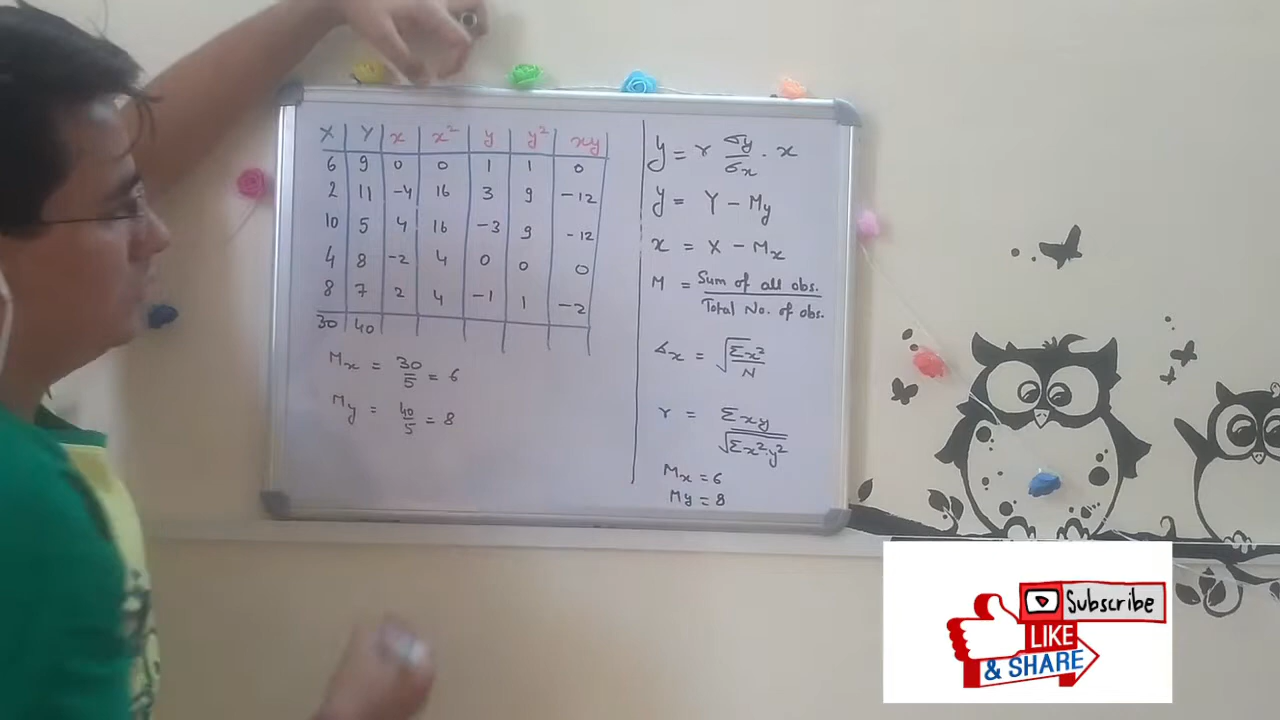 X Y x x² y y² xy
6 9 0 0 1 1 0
2 11 -4 16 3 9 -12
10 5 4 16 -3 9 -12
4 8 -2 4 0 0 0
8 7 2 4 -1 1 -2
30 40
Mx = 30/5 = 6
My = 40/5 = 8
y = r σy/σx · x
y = Y - My
x = X - Mx
M = Sum of all obs. / Total No. of obs.
σx = √Σx²/N
r = Σxy / √Σx²·y²
Mx = 6
My = 8
Subscribe
LIKE
& SHARE